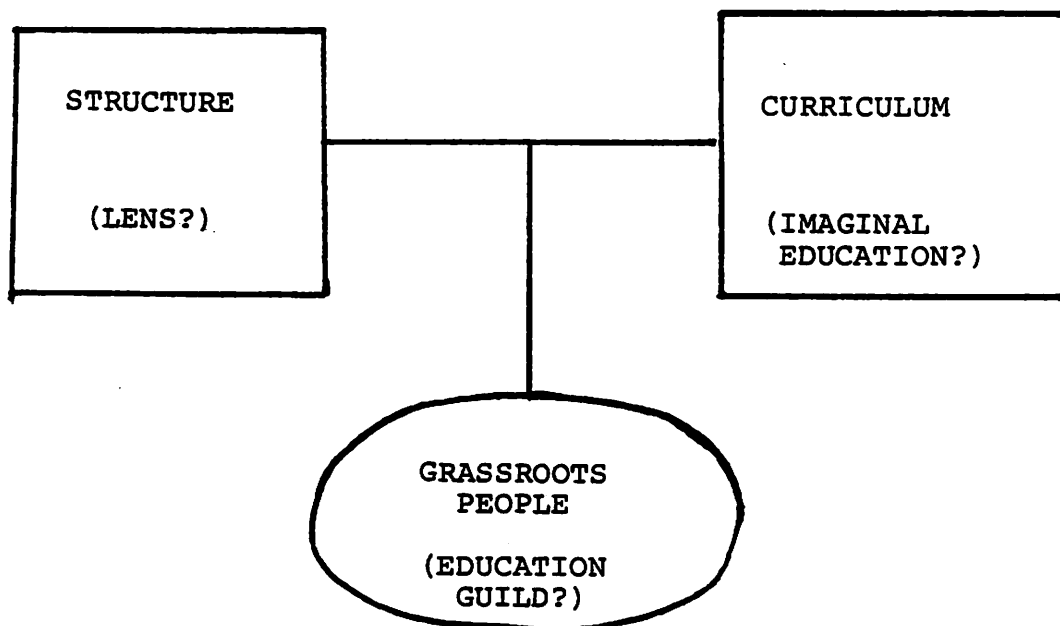 STRUCTURE
(LENS?)
CURRICULUM
(IMAGINAL
EDUCATION?)
GRASSROOTS
PEOPLE
(EDUCATION
GUILD?)